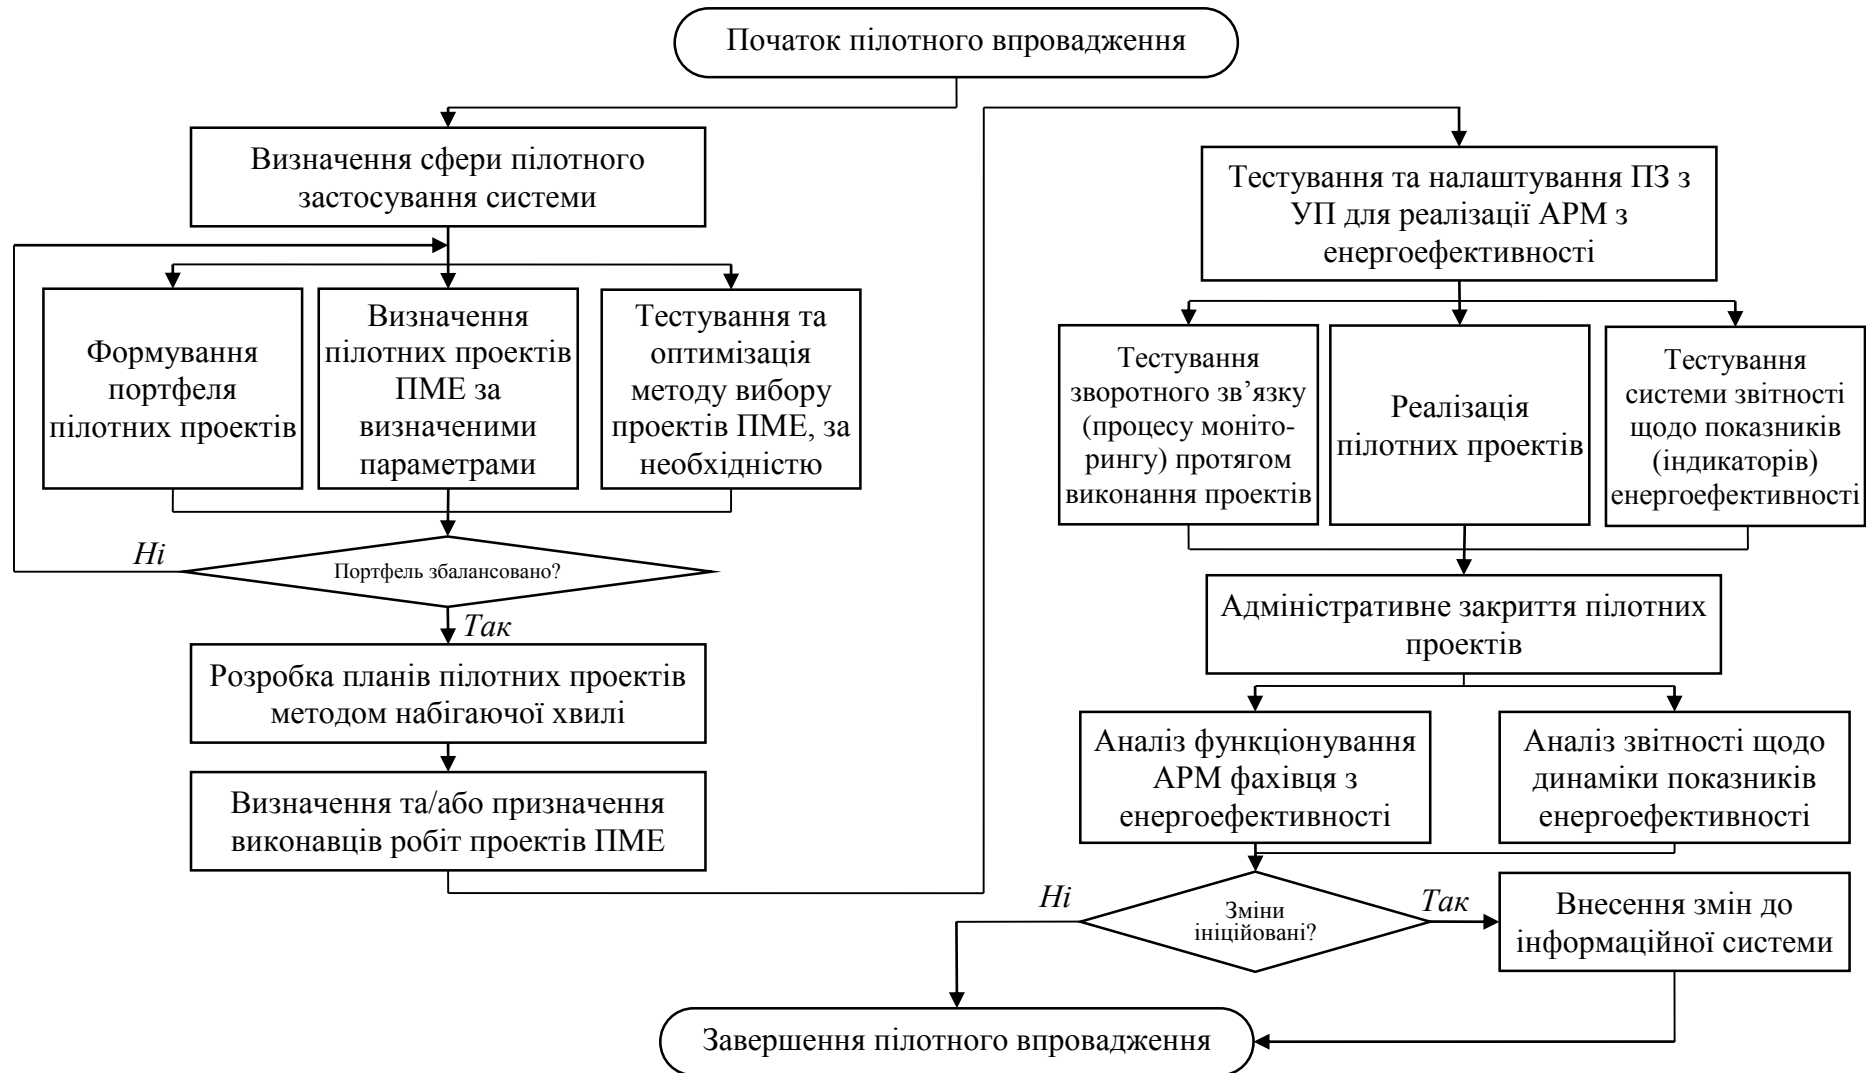 Початок пілотного впровадження
Визначення сфери пілотного
застосування системи
Формування
портфеля
пілотних проектів
Визначення
пілотних проектів
ПМЕ за
визначеними
параметрами
Тестування та
оптимізація
методу вибору
проектів ПМЕ, за
необхідністю
Ні
Портфель збалансовано?
Так
Розробка планів пілотних проектів
методом набігаючої хвилі
Визначення та/або призначення
виконавців робіт проектів ПМЕ
Тестування та налаштування ПЗ з
УП для реалізації АРМ з
енергоефективності
Тестування
зворотного зв’язку
(процесу моніто-
рингу) протягом
виконання проектів
Реалізація
пілотних проектів
Тестування
системи звітності
щодо показників
(індикаторів)
енергоефективності
Адміністративне закриття пілотних
проектів
Аналіз функціонування
АРМ фахівця з
енергоефективності
Аналіз звітності щодо
динаміки показників
енергоефективності
Ні
Зміни
ініційовані?
Так
Внесення змін до
інформаційної системи
Завершення пілотного впровадження